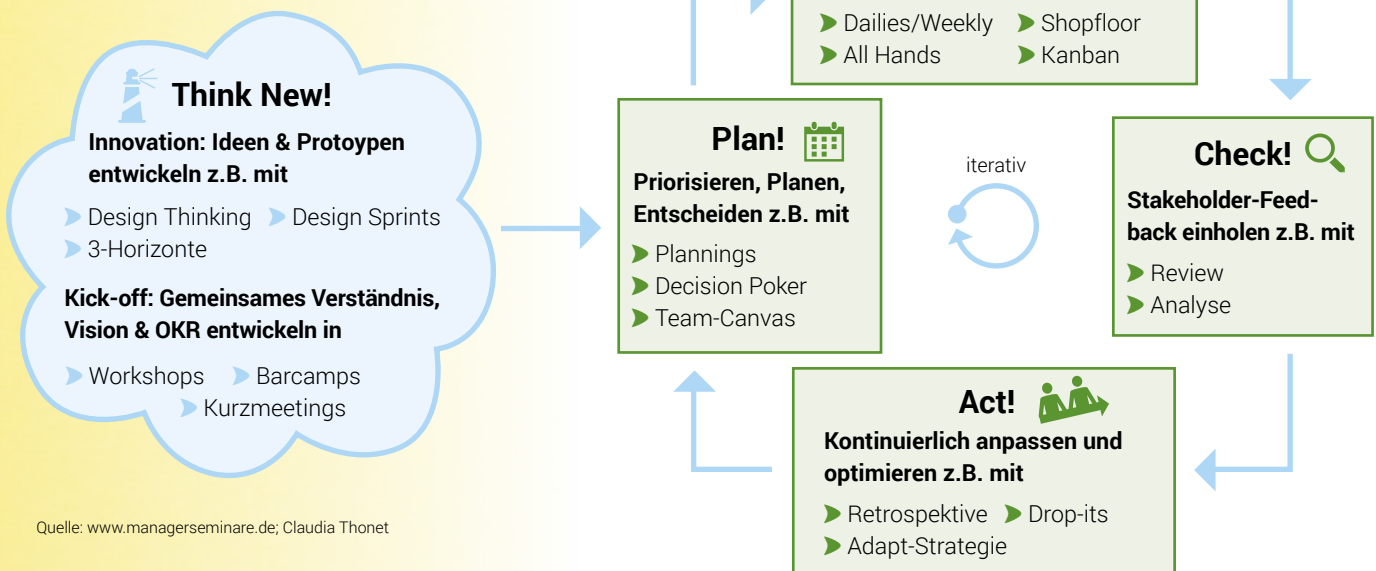 Think New!
Innovation: Ideen & Protoypen
entwickeln z.B. mit
Design Thinking Design Sprints
3-Horizonte
Kick-off: Gemeinsames Verständnis,
Vision & OKR entwickeln in
Workshops Barcamps
Kurzmeetings
Quelle: www.managerseminare.de; Claudia Thonet
Dailies/Weekly Shopfloor
All Hands Kanban
Plan!
Priorisieren, Planen,
Entscheiden z.B. mit
Plannings
Decision Poker
Team-Canvas
iterativ
Check!
Stakeholder-Feed-
back einholen z.B. mit
Review
Analyse
Act!
Kontinuierlich anpassen und
optimieren z.B. mit
Retrospektive Drop-its
Adapt-Strategie